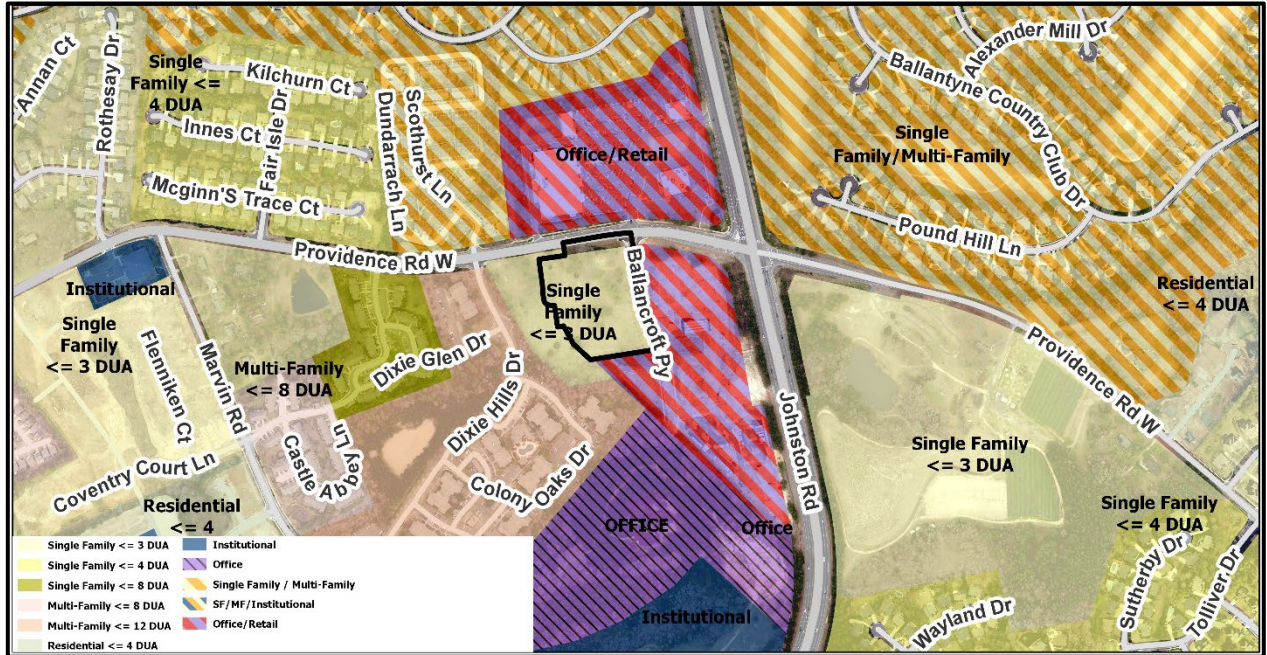 Annan Ct
Rothesay Dr
Single
Family <=
4 DUA
Kilchurn Ct
Innes Ct
Fair Isle Dr
Mcginn'S Trace Ct
Dundarrach Ln
Scothurst Ln
Office/Retail
Alexander Mill Dr
Ballantyne Country Club Dr
Single
Family/Multi-Family
Pound Hill Ln
Residential
<= 4 DUA
Providence Rd W
Institutional
Single
Family
<= 3 DUA
Flenniken Ct
Marvin Rd
Coventry Court Ln
Multi-Family
<= 8 DUA
Dixie Glen Dr
Dixie Hills Dr
Castle Abbey Ln
Colony Oaks Dr
Single
Family
<= 3 DUA
Ballancroft Py
Johnston Rd
Providence Rd W
Single Family
<= 3 DUA
Single Family
<= 4 DUA
Sutherby Dr
Tolliver Dr
Wayland Dr
OFFICE
Office
Institutional
Residential
<= 4
Single Family <= 3 DUA
Single Family <= 4 DUA
Single Family <= 8 DUA
Multi-Family <= 8 DUA
Multi-Family <= 12 DUA
Residential <= 4 DUA
Institutional
Office
Single Family / Multi-Family
SF/MF/Institutional
Office/Retail